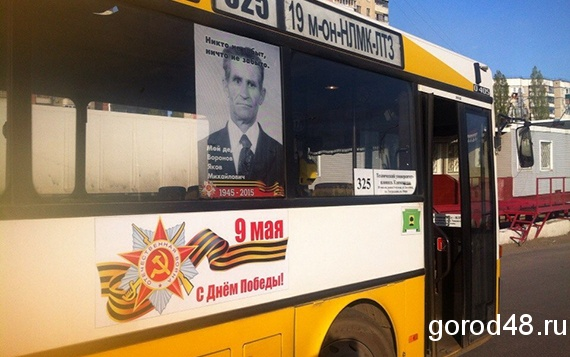 325
19 м-он-НЛМК-ЛТЗ
Никто забыт,
ничто не забыто.
Мой дед
Воронов
Яков
Михайлович
1945-2015
325
9 мая
С Днём Победы!
gorod48.ru